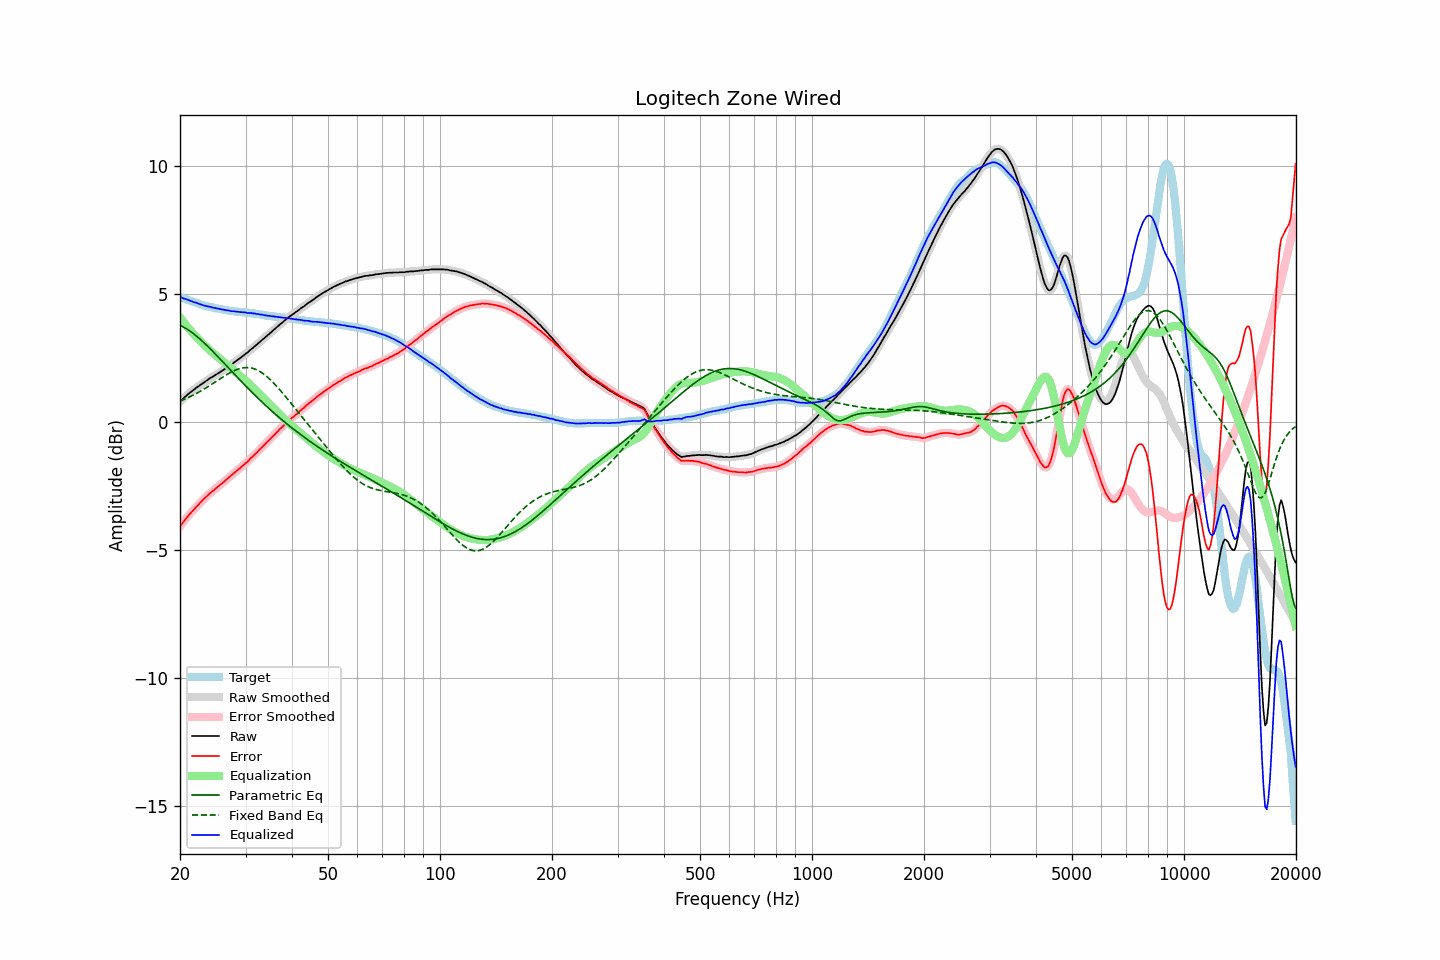 Logitech Zone Wired
Amplitude (dBr)
10
5
0
−5
−10
−15
Target
Raw Smoothed
Error Smoothed
Raw
Error
Equalization
Parametric Eq
Fixed Band Eq
Equalized
20 50 100 200 500 1000 2000 5000 10000 20000
Frequency (Hz)